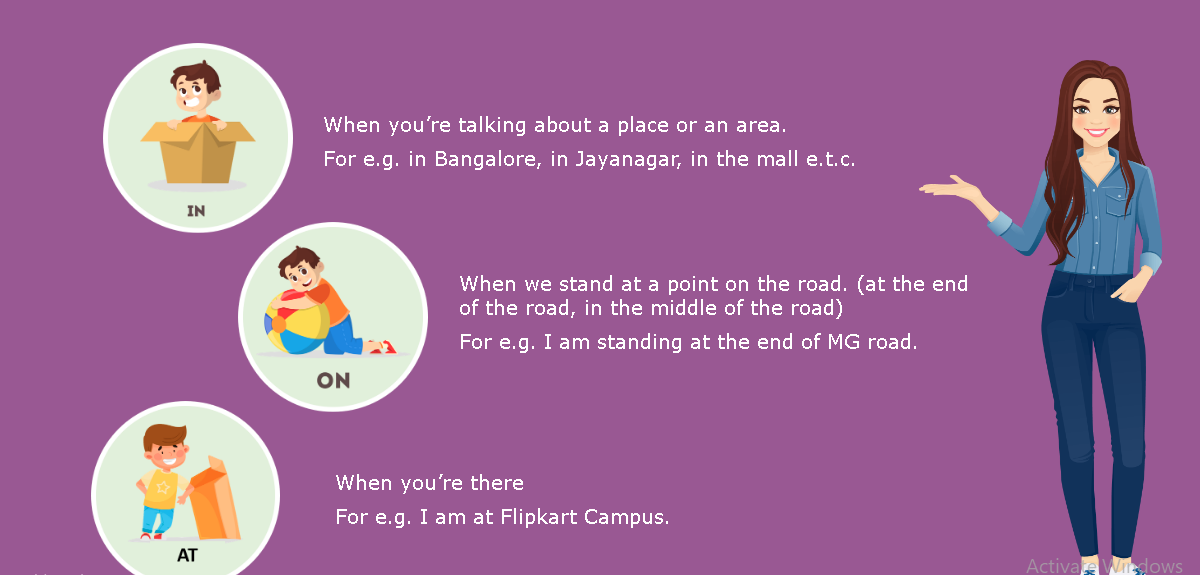 When you’re talking about a place or an area.
For e.g. in Bangalore, in Jayanagar, in the mall e.t.c.
IN
When we stand at a point on the road. (at the end
of the road, in the middle of the road)
For e.g. I am standing at the end of MG road.
ON
When you’re there
For e.g. I am at Flipkart Campus.
AT
Activate Windows